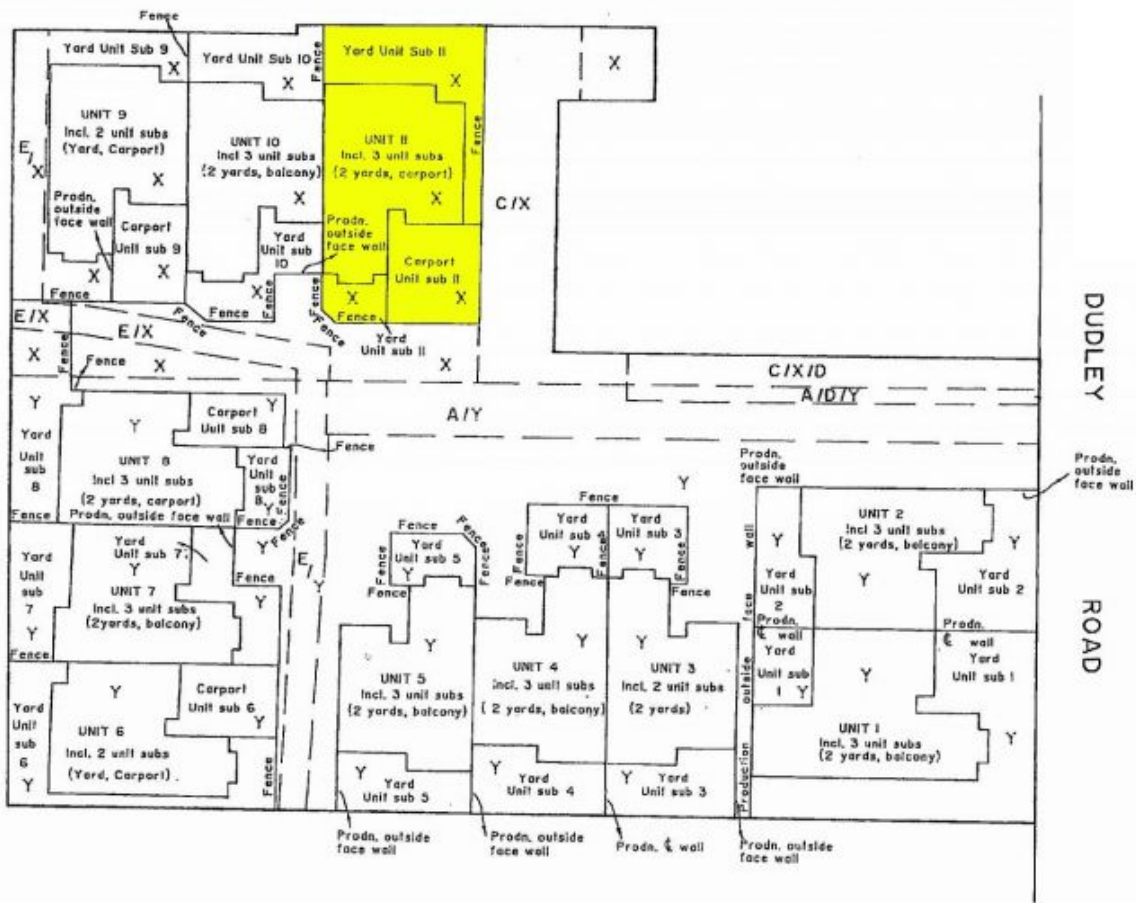 Fence
Yard Unit Sub 9
X
Yard Unit Sub 10
X
Fence
Yard Unit Sub 11
X
X
UNIT 9
Incl. 2 unit subs
(Yard, Carport)
X
E/X
UNIT 10
Incl 3 unit subs
(2 yards, balcony)
X
UNIT 11
Incl. 3 unit subs
(2 yards, carport)
X
Fence
C/X
Prodn.
outside
face wall
Carport
Unit sub 9
X
X
Fence
Yard
Unit sub
10
X
Fence
Fence
Prodn.
outside
face wall
Carport
Unit sub 11
X
X
Fence
Fence
Fence
Yard
Unit sub 11
X
E/X
E/X
Fence
X
X
Fence
Fence
C/X/D
A/D/Y
A/Y
DUDLEY
ROAD
Y
Yard
Unit
sub
8
Fence
Y
UNIT 8
Incl 3 unit subs
(2 yards, carport)
Carport
Unit sub 8
Y
Fence
Yard
Unit
sub
8
Y
Fence
Fence
Prodn. outside face wall
Fence
Yard
Unit
sub
7
Y
Fence
Yard
Unit sub 7
Y
UNIT 7
Incl. 3 unit subs
(2yards, balcony)
Y
Fence
Y
E/Y
Yard
Unit
sub
6
Y
Y
UNIT 6
Incl. 2 unit subs
(Yard, Carport)
Carport
Unit sub 6
Y
Fence
Fence
Fence
Yard
Unit sub 5
Y
Fence
Fence
Y
UNIT 5
Incl. 3 unit subs
(2 yards, balcony)
Y
Yard
Unit sub 5
Fence
Fence
Yard
Unit sub 4
Y
Fence
Fence
Y
UNIT 4
Incl. 3 unit subs
(2 yards, balcony)
Y
Yard
Unit sub 4
Yard
Unit sub 3
Y
Fence
Fence
Y
Y
UNIT 3
Incl. 2 unit subs
(2 yards)
Y
Yard
Unit sub 3
Prodn.
outside
face wall
Prodn.
outside
face wall
UNIT 2
Incl 3 unit subs
(2 yards, balcony)
Y
Y
Yard
Unit sub
2
Y
Yard
Unit sub 2
Prodn.
℄ wall
Prodn.
℄ wall
Yard
Unit sub
1 Y
Yard
Unit sub 1
Y
UNIT 1
Incl. 3 unit subs
(2 yards, balcony)
Production outside face wall
Prodn. outside
face wall
Prodn. outside
face wall
Prodn. ℄ wall
Prodn. outside
face wall